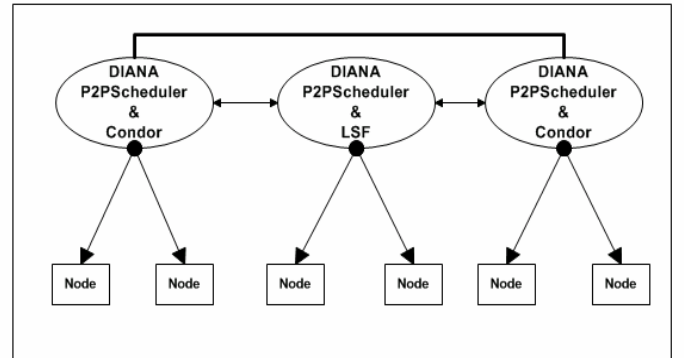 DIANA
P2PScheduler
&
Condor
DIANA
P2PScheduler
&
LSF
DIANA
P2PScheduler
&
Condor
Node
Node
Node
Node
Node
Node